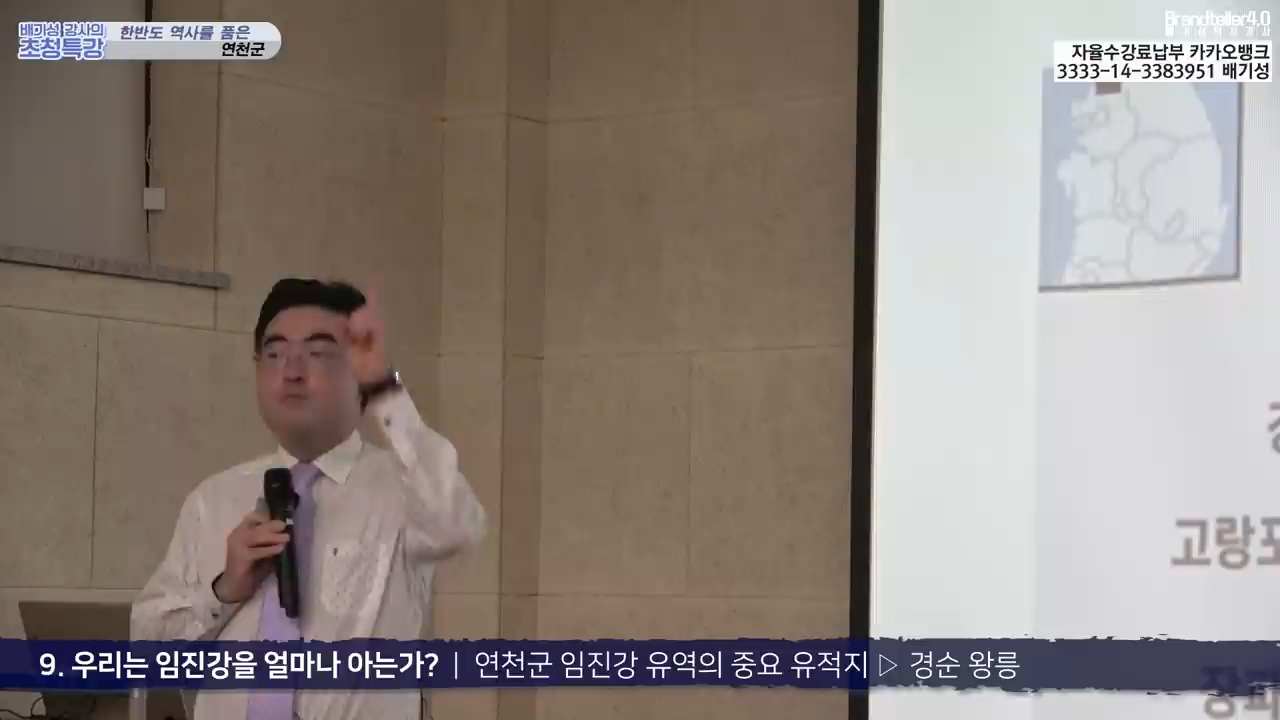 배기성 강사의
초청특강
한반도 역사를 품은
연천군
Brandteller4.0
자율수강료납부 카카오뱅크
3333-14-3383951 배기성
고랑포
장파
9. 우리는 임진강을 얼마나 아는가? | 연천군 임진강 유역의 중요 유적지 ▷ 경순 왕릉